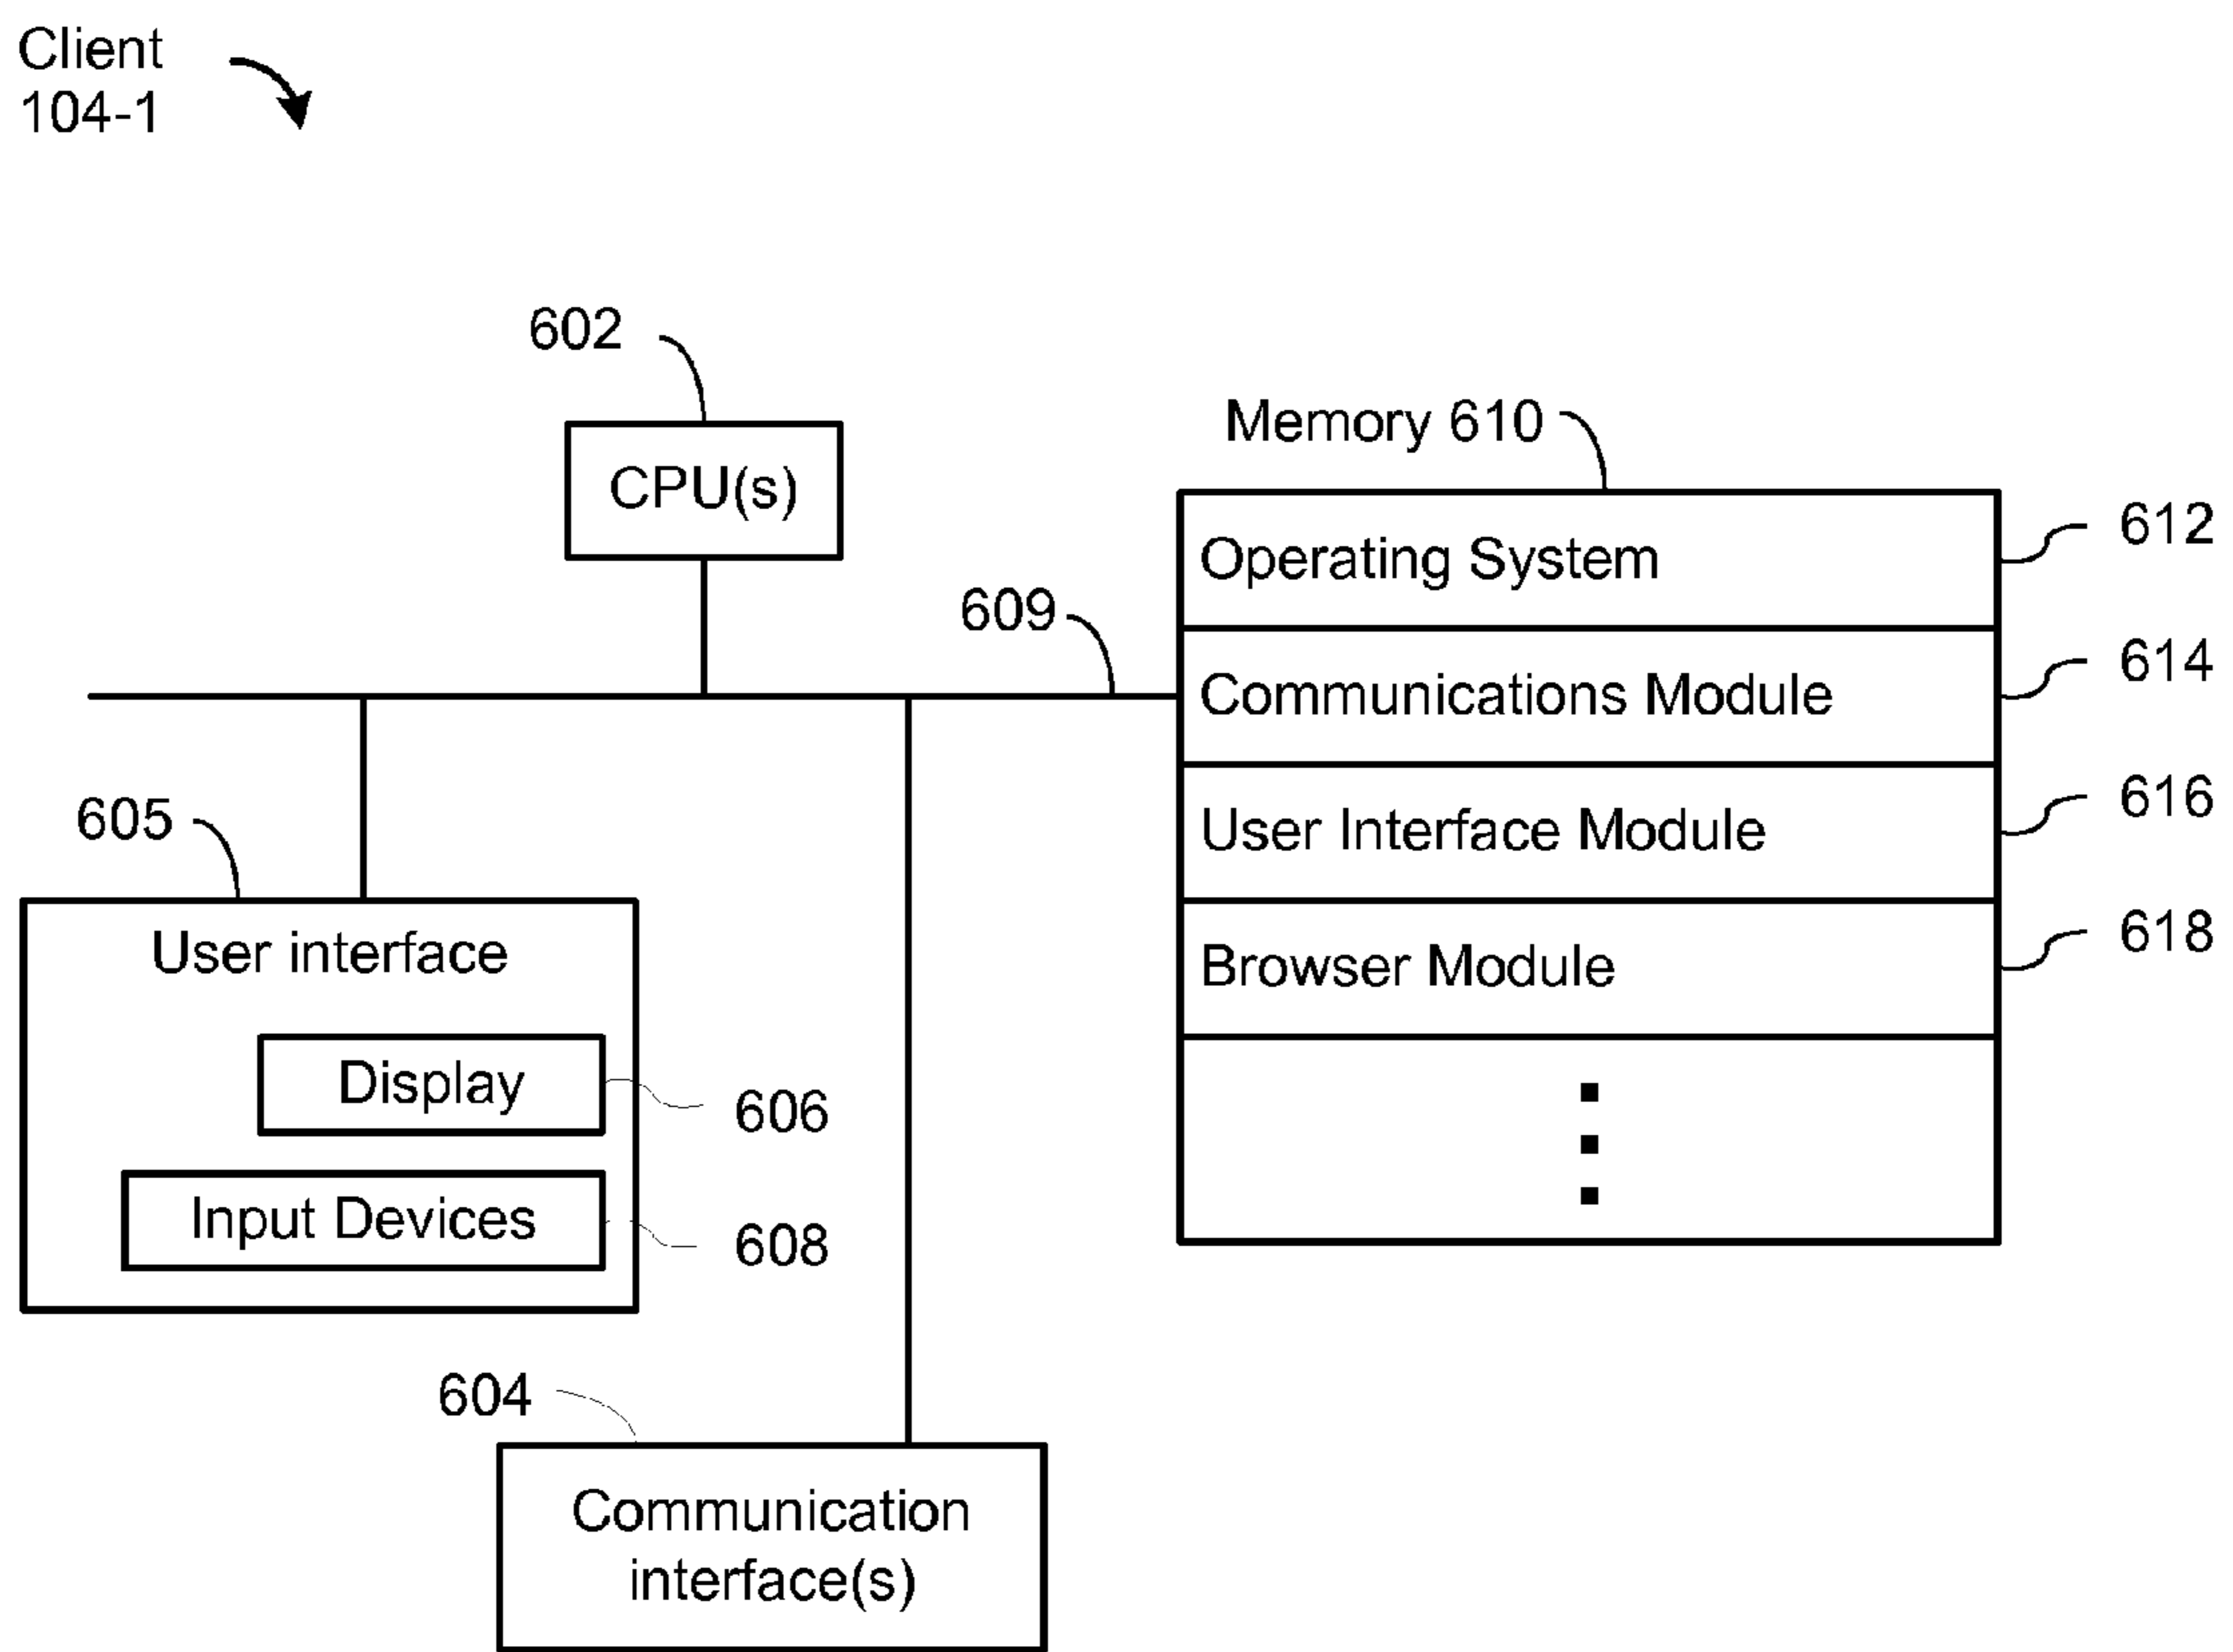 Client
104-1
602
CPU(s)
Memory 610
Operating System
612
609
Communications Module
614
User Interface Module
616
605
User interface
Browser Module
618
Display
606
Input Devices
608
604
Communication
interface(s)